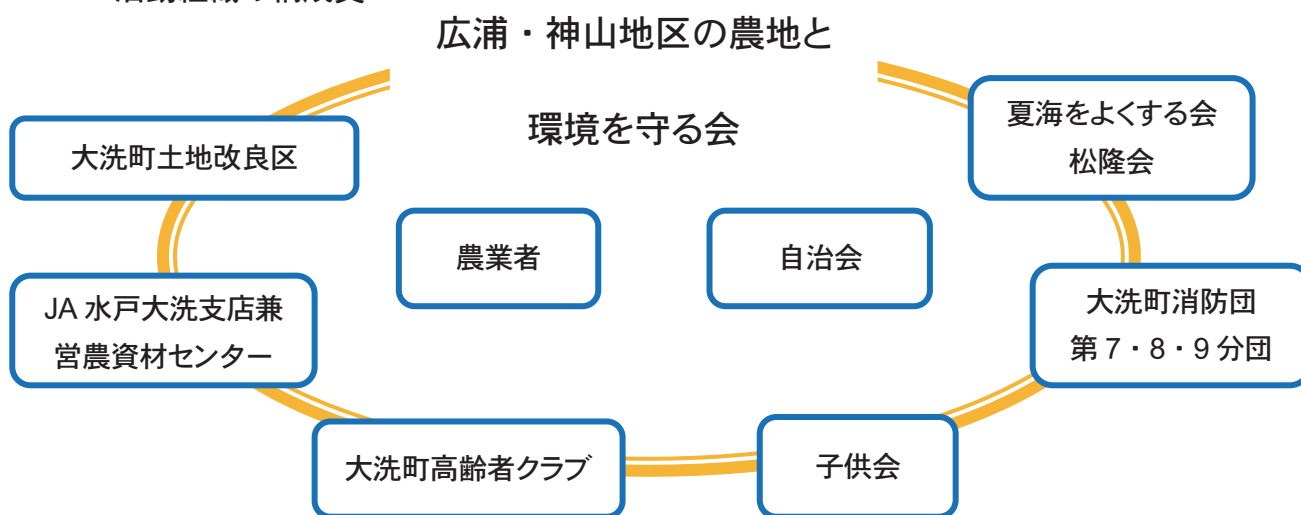 広浦・神山地区の農地と
環境を守る会
夏海をよくする会
松隆会
大洗町土地改良区
農業者
自治会
JA 水戸大洗支店兼
営農資材センター
大洗町消防団
第 7・8・9 分団
大洗町高齢者クラブ
子供会